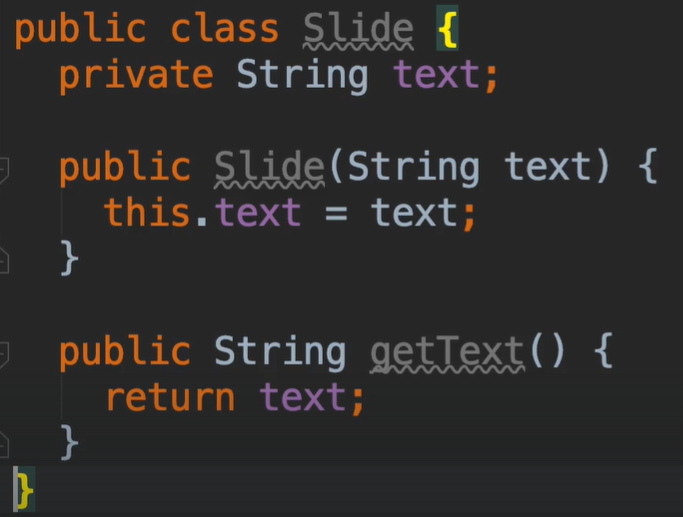 public class Slide {
private String text;
public Slide(String text) {
this.text = text;
}
public String getText() {
return text;
}
}